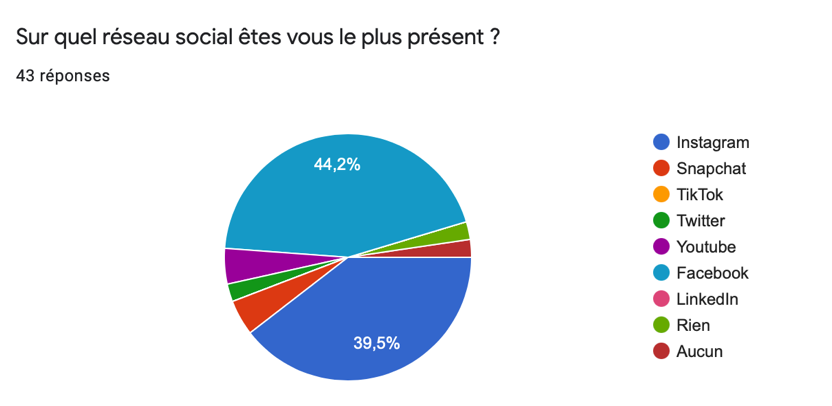 Sur quel réseau social êtes vous le plus présent ?
43 réponses
44,2%
39,5%
Instagram
Snapchat
TikTok
Twitter
Youtube
Facebook
LinkedIn
Rien
Aucun